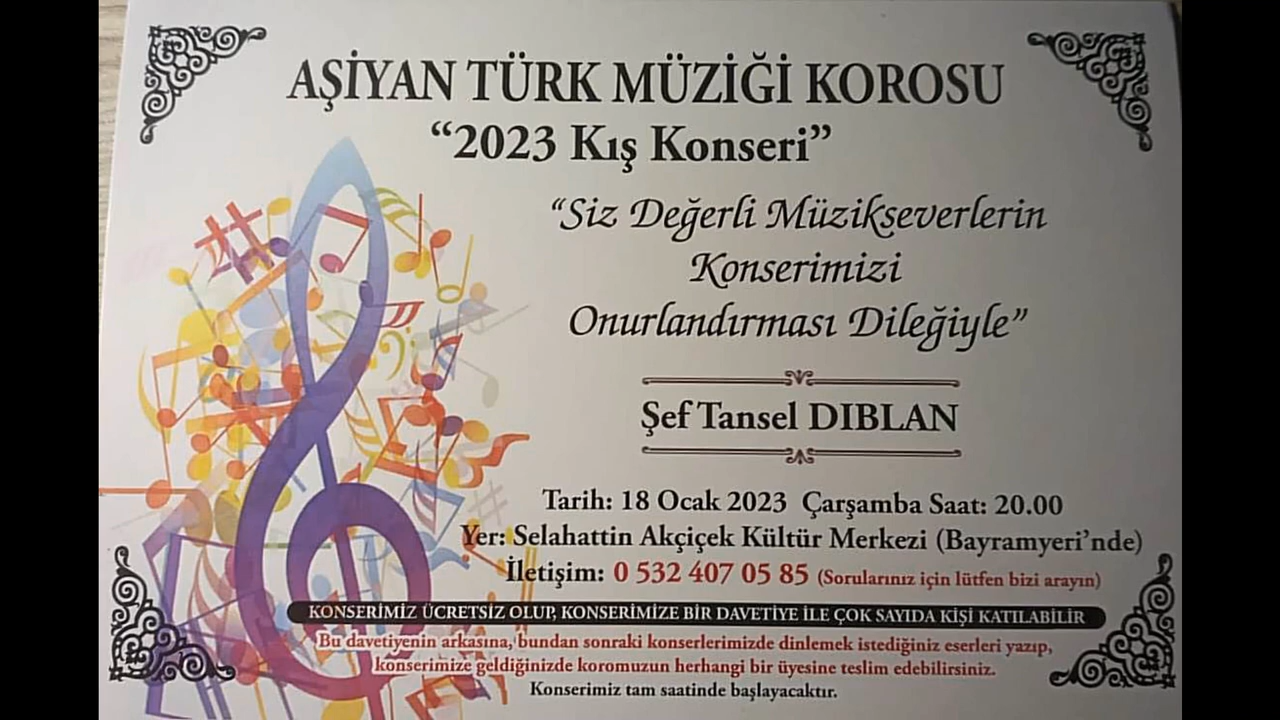 AŞİYAN TÜRK MÜZİĞİ KOROSU
“2023 Kış Konseri”
“Siz Değerli Müzikseverlerin
Konserimizi
Onurlandırması Dileğiyle”
Şef Tansel DIBLAN
Tarih: 18 Ocak 2023 Çarşamba Saat: 20.00
Yer: Selahattin Akçiçek Kültür Merkezi (Bayramyeri’nde)
İletişim: 0 532 407 05 85 (Sorularınız için lütfen bizi arayın)
KONSERİMİZ ÜCRETSİZ OLUP, KONSERİMİZE BİR DAVETİYE İLE ÇOK SAYIDA KİŞİ KATILABİLİR
Bu davetiyenin arkasına, bundan sonraki konserlerimizde dinlemek istediğiniz eserleri yazıp,
konserimize geldiğinizde koromuzun herhangi bir üyesine teslim edebilirsiniz.
Konserimiz tam saatinde başlayacaktır.